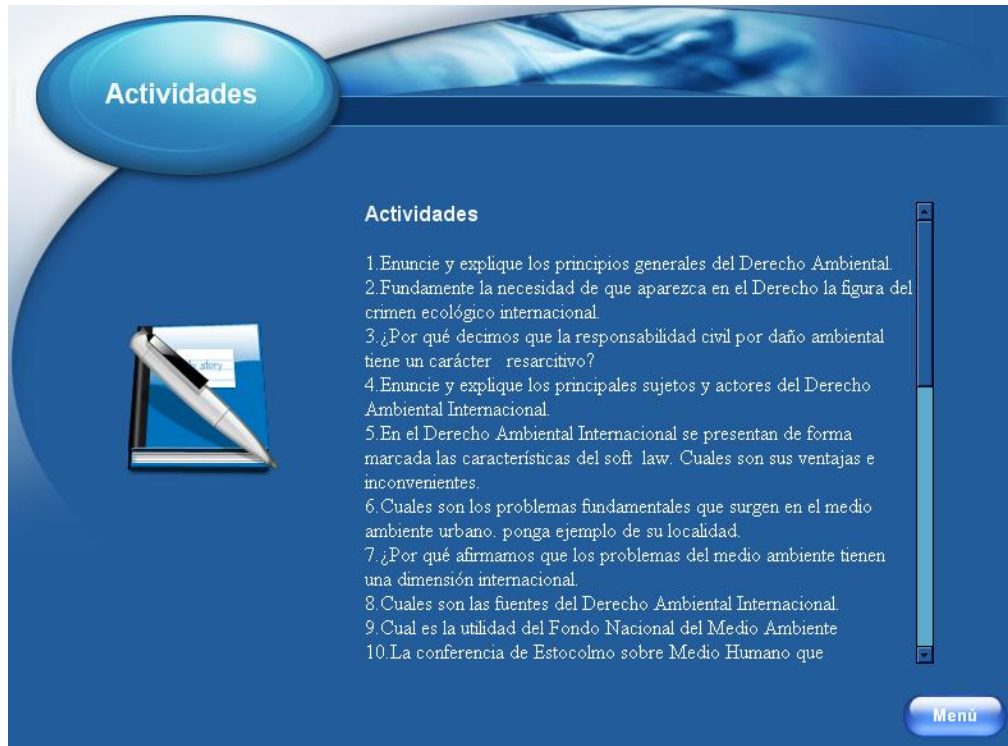 Actividades
Actividades
1.Enuncie y explique los principios generales del Derecho Ambiental.
2.Fundamente la necesidad de que aparezca en el Derecho la figura del
crimen ecológico internacional.
3.¿Por qué decimos que la responsabilidad civil por daño ambiental
tiene un carácter resarcitivo?
4.Enuncie y explique los principales sujetos y actores del Derecho
Ambiental Internacional.
5.En el Derecho Ambiental Internacional se presentan de forma
marcada las características del soft law. Cuales son sus ventajas e
inconvenientes.
6.Cuales son los problemas fundamentales que surgen en el medio
ambiente urbano. ponga ejemplo de su localidad.
7.¿Por qué afirmamos que los problemas del medio ambiente tienen
una dimensión internacional.
8.Cuales son las fuentes del Derecho Ambiental Internacional.
9.Cual es la utilidad del Fondo Nacional del Medio Ambiente
10.La conferencia de Estocolmo sobre Medio Humano que
story
Menú